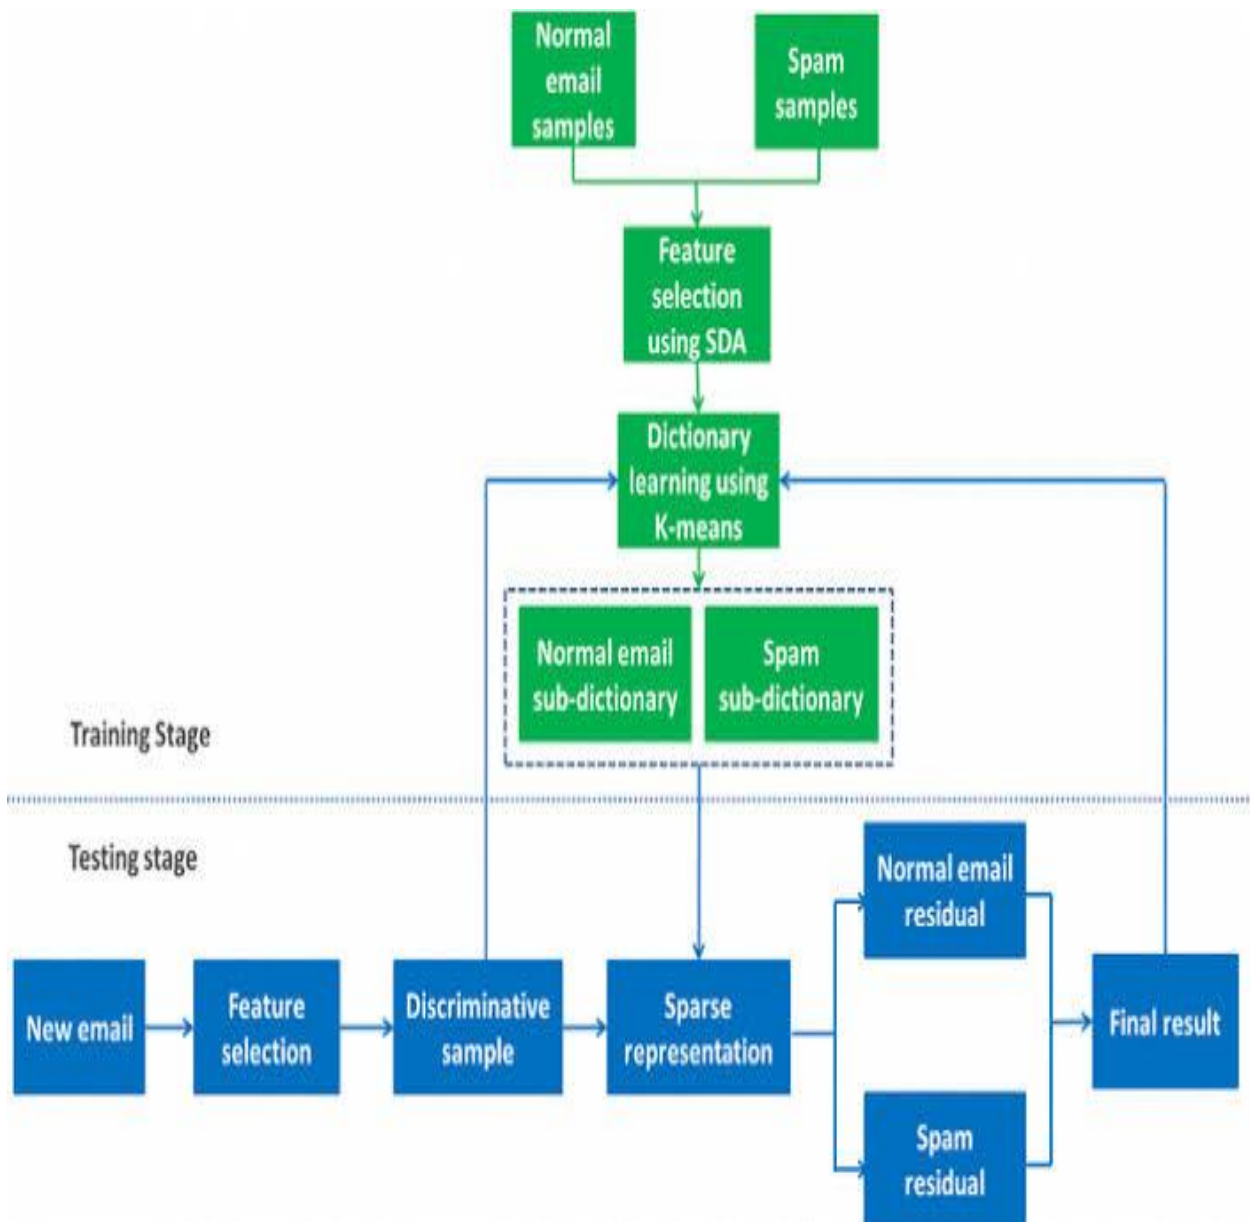 Normal
email
samples
Spam
samples
Feature
selection
using SDA
Dictionary
learning using
K-means
Normal email
sub-dictionary
Spam
sub-dictionary
Training Stage
Testing stage
Normal email
residual
New email
Feature
selection
Discriminative
sample
Sparse
representation
Final result
Spam
residual